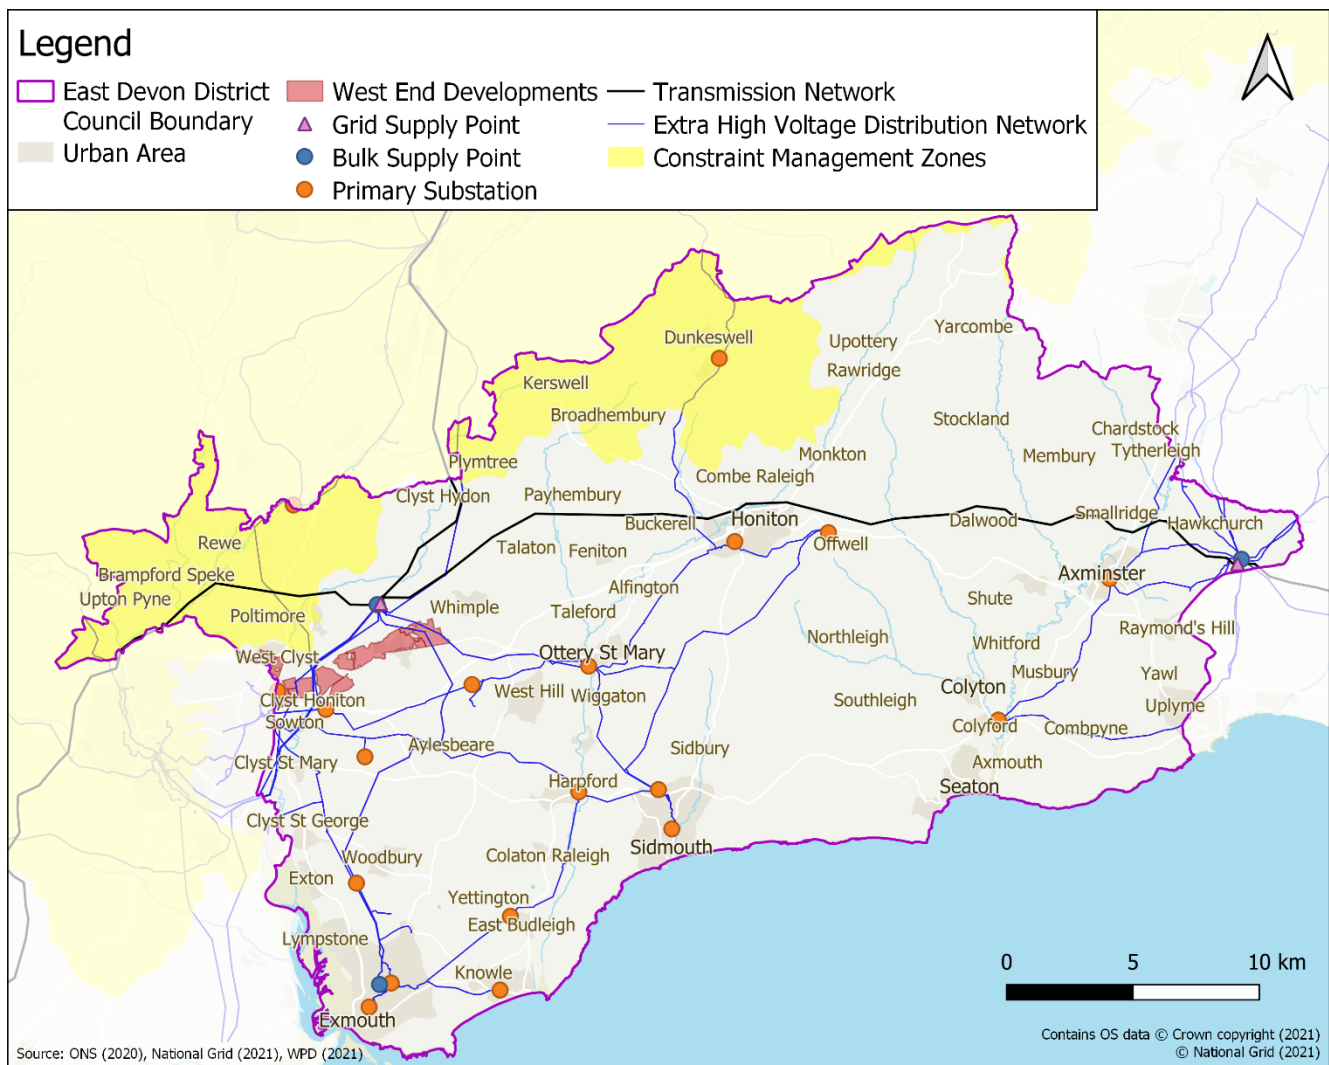 Legend
East Devon District
Council Boundary
Urban Area
West End Developments
Grid Supply Point
Bulk Supply Point
Primary Substation
Transmission Network
Extra High Voltage Distribution Network
Constraint Management Zones
Yarcombe
Dunkeswell
Upottery
Rawridge
Kerswell
Broadhembury
Stockland
Chardstock
Tytherleigh
Monkton
Membury
Plymtree
Combe Raleigh
Clyst Hydon
Payhembury
Buckerell
Honiton
Dalwood
Smallridge
Hawkchurch
Rewe
Talaton
Feniton
Offwell
Brampford Speke
Alfington
Axminster
Upton Pyne
Poltimore
Whimple
Taleford
Shute
Raymond's Hill
Northleigh
Whitford
West Clyst
Ottery St Mary
Musbury
Yawl
Clyst Honiton
West Hill
Wiggaton
Southleigh
Colyton
Uplyme
Sowton
Colyford
Combpyne
Aylesbeare
Sidbury
Clyst St Mary
Axmouth
Harpford
Seaton
Clyst St George
Sidmouth
Woodbury
Colaton Raleigh
Exton
Yettington
East Budleigh
Lympstone
Knowle
Exmouth
0 5 10 km
Contains OS data © Crown copyright (2021)
© National Grid (2021)
Source: ONS (2020), National Grid (2021), WPD (2021)